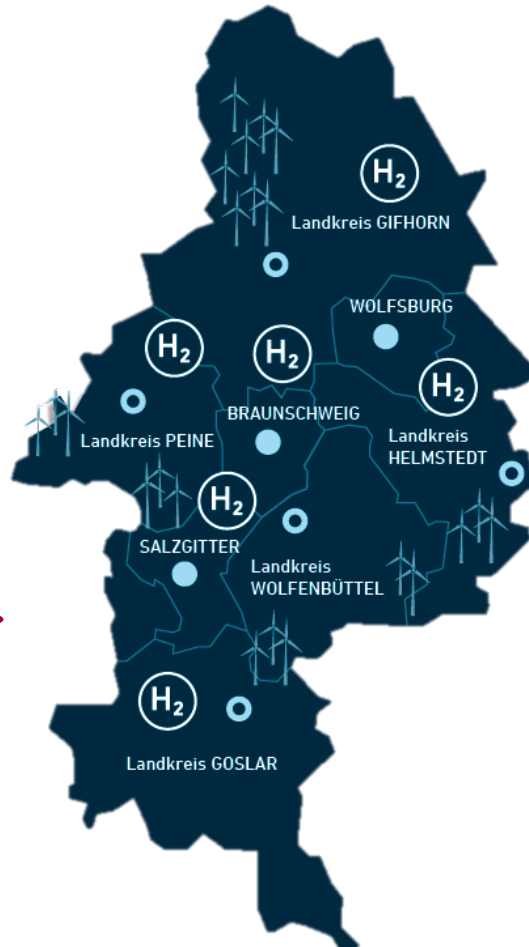 H₂
Landkreis GIFHORN
WOLFSBURG
H₂
H₂
H₂
BRAUNSCHWEIG
Landkreis PEINE
Landkreis
HELMSTEDT
H₂
SALZGITTER
Landkreis
WOLFENBÜTTEL
H₂
Landkreis GOSLAR